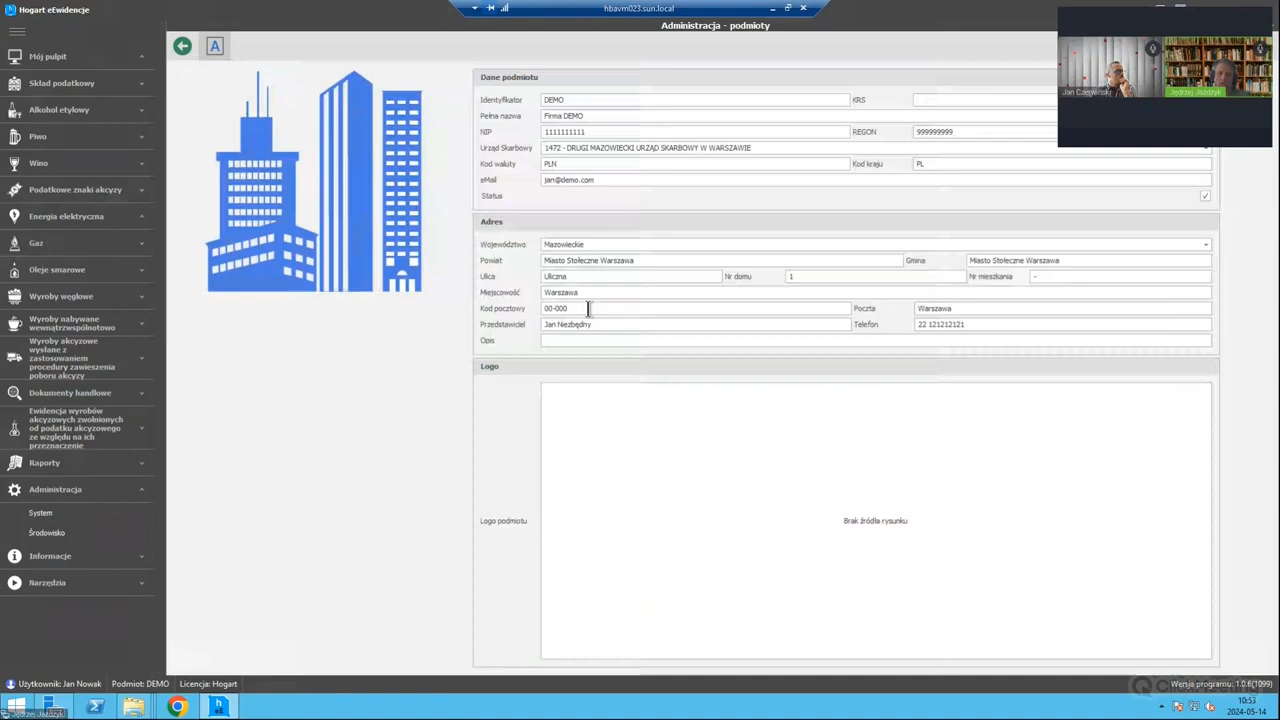 Hogart eEwidencje
hbavm023.sun.local
Administracja - podmioty
A
Mój pulpit
Skład podatkowy
Alkohol etylowy
Piwo
Wino
Podatkowe znaki akcyzy
Energia elektryczna
Gaz
Oleje smarowe
Wyroby węglowe
Wyroby nabywane
wewnątrzwspólnotowo
Wyroby akcyzowe
wysłane z
zastosowaniem
procedury zawieszenia
poboru akcyzy
Dokumenty handlowe
Ewidencja wyrobów
akcyzowych zwolnionych
od podatku akcyzowego
ze względu na ich
przeznaczenie
Raporty
Administracja
System
Środowisko
Informacje
Narzędzia
Dane podmiotu
Identyfikator DEMO KRS
Pełna nazwa Firma DEMO
NIP 1111111111 REGON 999999999
Urząd Skarbowy 1472 - DRUGI MAZOWIECKI URZĄD SKARBOWY W WARSZAWIE
Kod waluty PLN Kod kraju PL
eMail jan@demo.com
Status
Adres
Województwo Mazowieckie
Powiat Miasto Stołeczne Warszawa Gmina Miasto Stołeczne Warszawa
Ulica Uliczna Nr domu 1 Nr mieszkania -
Miejscowość Warszawa
Kod pocztowy 00-000 Poczta Warszawa
Przedstawiciel Jan Niezbędny Telefon 22 121212121
Opis
Logo
Logo podmiotu Brak źródła rysunku
Jan Czerwiński
Jędrzej Jażdżyk
Użytkownik: Jan Nowak Podmiot: DEMO Licencja: Hogart
Wersja programu: 1.0.6(1099)
Jędrzej Jażdżyk
10:53
2024-05-14